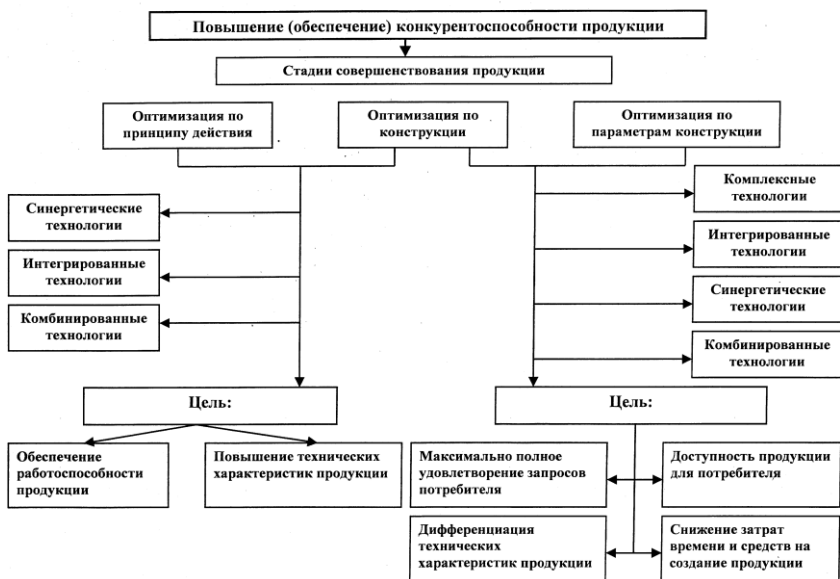 Повышение (обеспечение) конкурентоспособности продукции
Стадии совершенствования продукции
Оптимизация по
принципу действия
Оптимизация по
конструкции
Оптимизация по
параметрам конструкции
Синергетические
технологии
Интегрированные
технологии
Комбинированные
технологии
Комплексные
технологии
Интегрированные
технологии
Синергетические
технологии
Комбинированные
технологии
Цель:
Обеспечение
работоспособности
продукции
Повышение технических
характеристик продукции
Цель:
Максимально полное
удовлетворение запросов
потребителя
Доступность продукции
для потребителя
Дифференциация
технических
характеристик продукции
Снижение затрат
времени и средств на
создание продукции